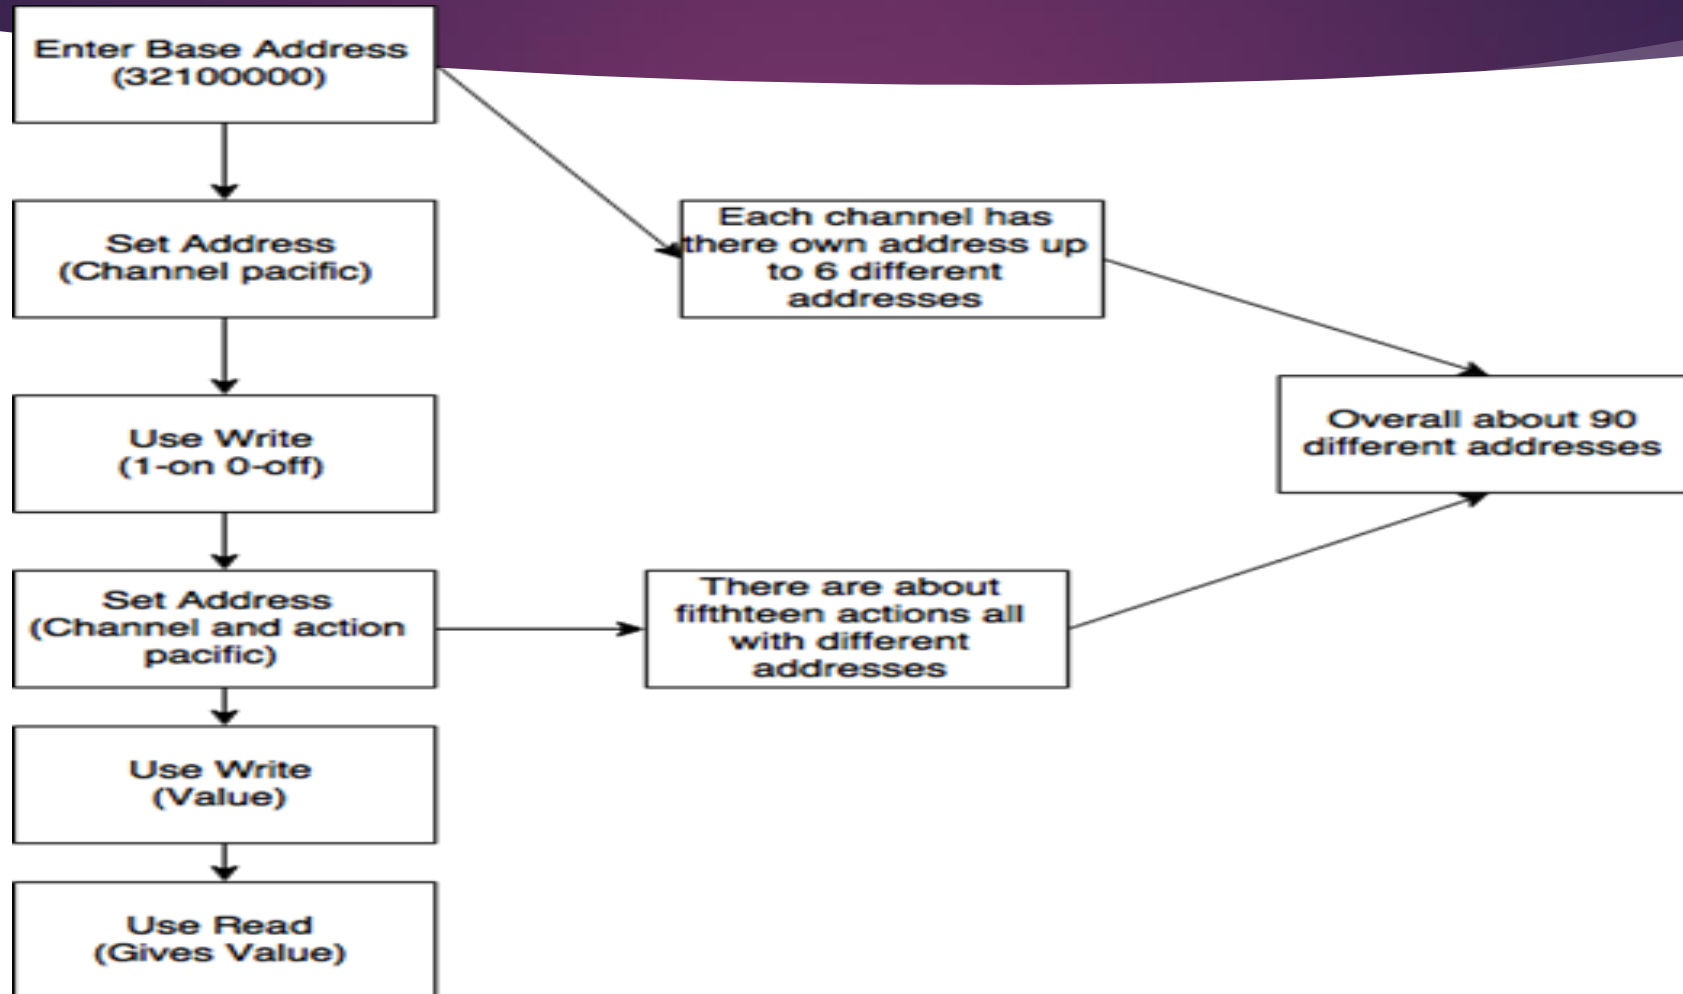 Enter Base Address
(32100000)
Set Address
(Channel pacific)
Use Write
(1-on 0-off)
Set Address
(Channel and action
pacific)
Use Write
(Value)
Use Read
(Gives Value)
Each channel has
there own address up
to 6 different
addresses
There are about
fifthteen actions all
with different
addresses
Overall about 90
different addresses